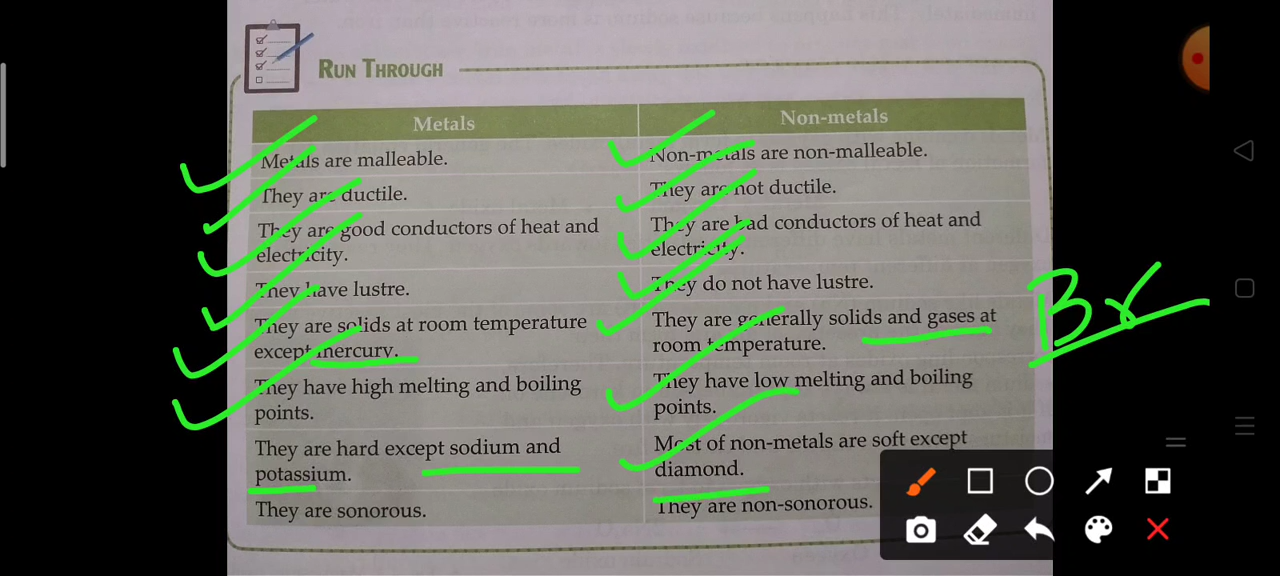 RUN THROUGH
Metals
Non-metals
Metals are malleable.
Non-metals are non-malleable.
They are ductile.
They are not ductile.
They are good conductors of heat and
electricity.
They are bad conductors of heat and
electricity.
They have lustre.
They do not have lustre.
They are solids at room temperature
except mercury.
They are generally solids and gases at
room temperature.
They have high melting and boiling
points.
They have low melting and boiling
points.
They are hard except sodium and
potassium.
Most of non-metals are soft except
diamond.
They are sonorous.
They are non-sonorous.
Br